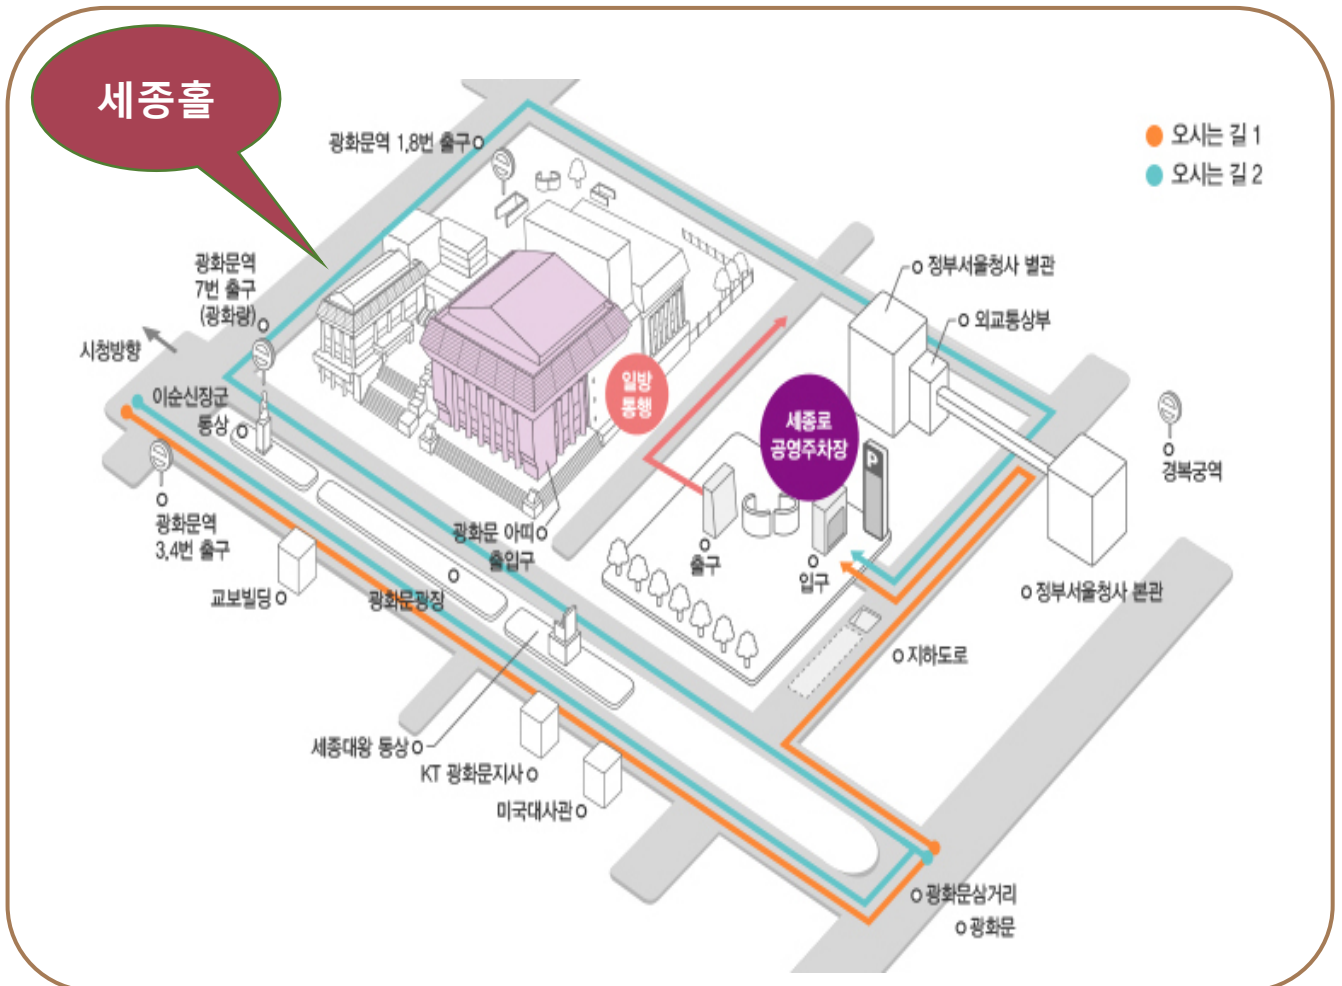 세종홀
광화문역 1,8번 출구
오시는 길 1
오시는 길 2
광화문역
7번 출구
(광화랑)
시청방향
정부서울청사 별관
외교통상부
일방
통행
세종로
공영주차장
P
이순신장군
동상
경복궁역
광화문역
3,4번 출구
광화문 아띠
출입구
출구
입구
교보빌딩
광화문광장
정부서울청사 본관
지하도로
세종대왕 동상
KT 광화문지사
미국대사관
광화문삼거리
광화문